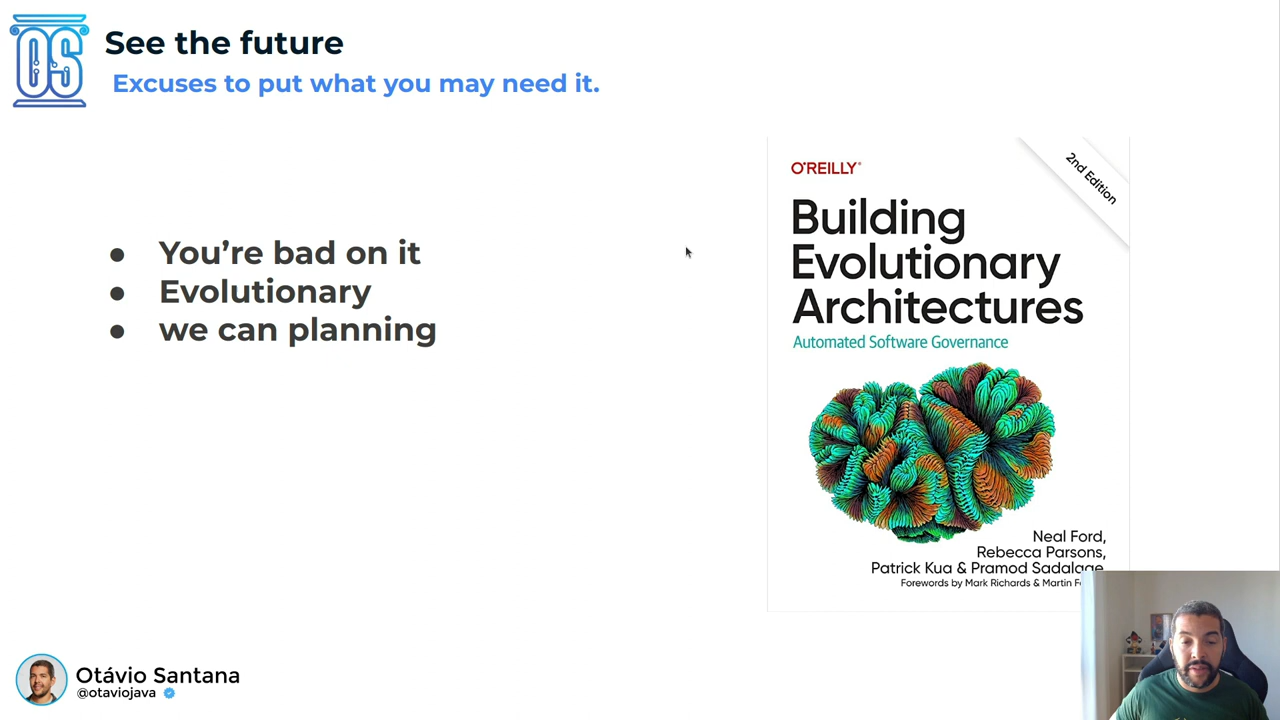 OS
See the future
Excuses to put what you may need it.
● You’re bad on it
● Evolutionary
● we can planning
O'REILLY®
2nd Edition
Building
Evolutionary
Architectures
Automated Software Governance
Neal Ford,
Rebecca Parsons,
Patrick Kua & Pramod Sadalage
Forewords by Mark Richards & Martin
Otávio Santana
@otaviojava